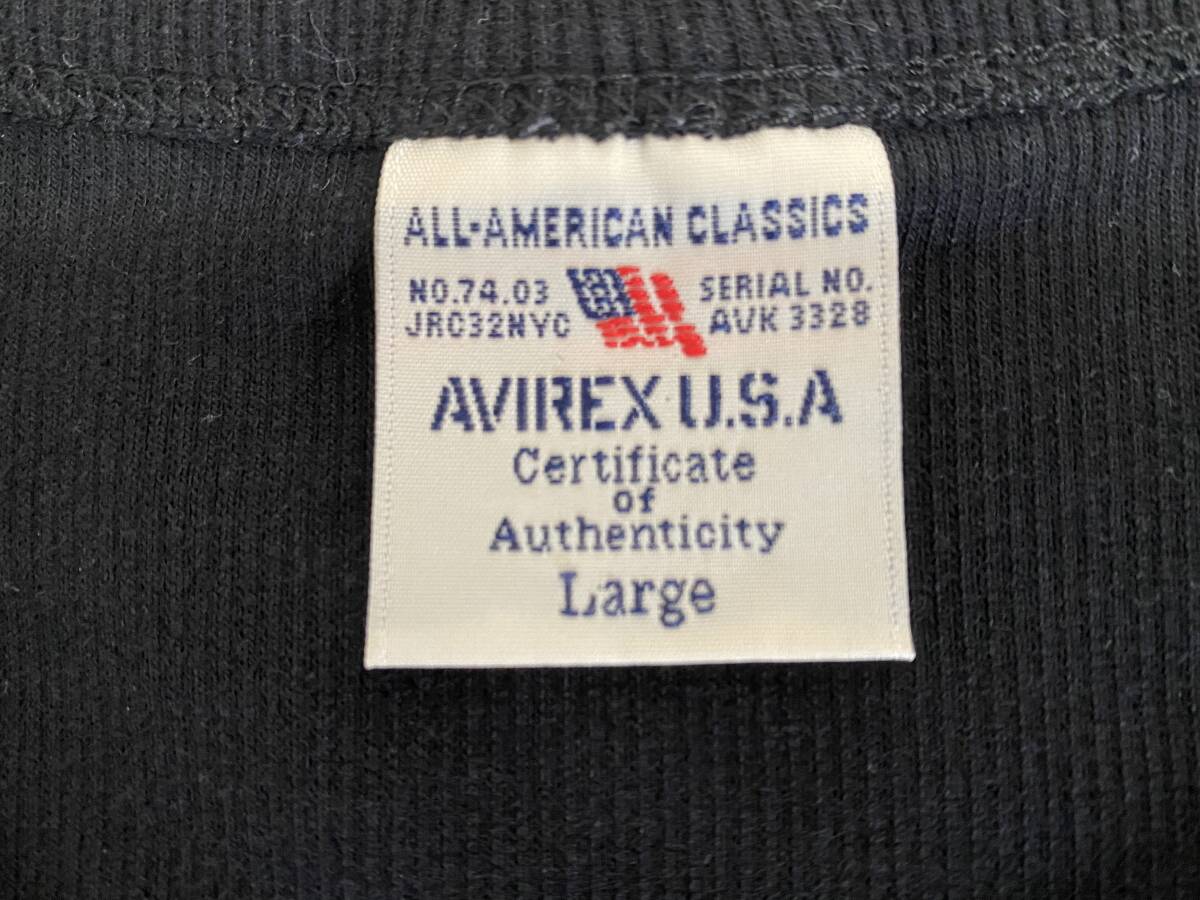 ALL-AMERICAN CLASSICS
NO.74.03
JRC32NYC
SERIAL NO.
AVK 3328
AVIREX U.S.A
Certificate
of
Authenticity
Large